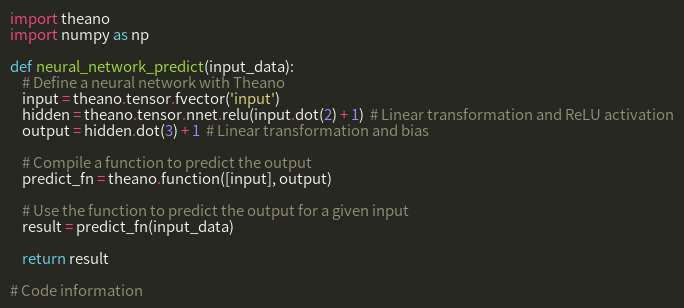 import theano
import numpy as np

def neural_network_predict(input_data):
    # Define a neural network with Theano
    input = theano.tensor.fvector('input')
    hidden = theano.tensor.nnet.relu(input.dot(2) + 1)  # Linear transformation and ReLU activation
    output = hidden.dot(3) + 1  # Linear transformation and bias

    # Compile a function to predict the output
    predict_fn = theano.function([input], output)

    # Use the function to predict the output for a given input
    result = predict_fn(input_data)

    return result

# Code information